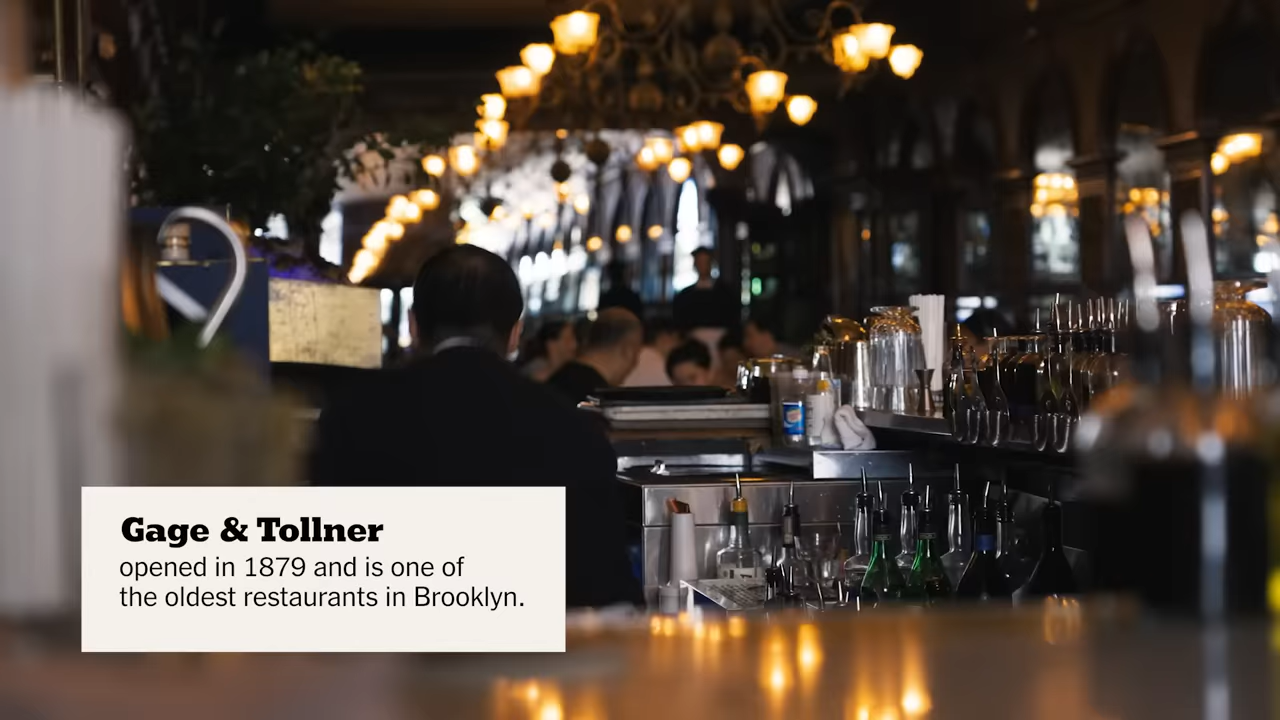 Gage & Tollner
opened in 1879 and is one of
the oldest restaurants in Brooklyn.